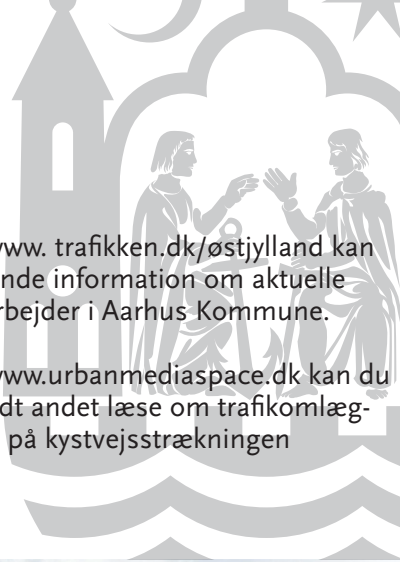 www. trafikken.dk/østjylland kan
nde information om aktuelle
rbejder i Aarhus Kommune.
www.urbanmediaspace.dk kan du
dt andet læse om trafikomlæg-
på kystvejsstrækningen